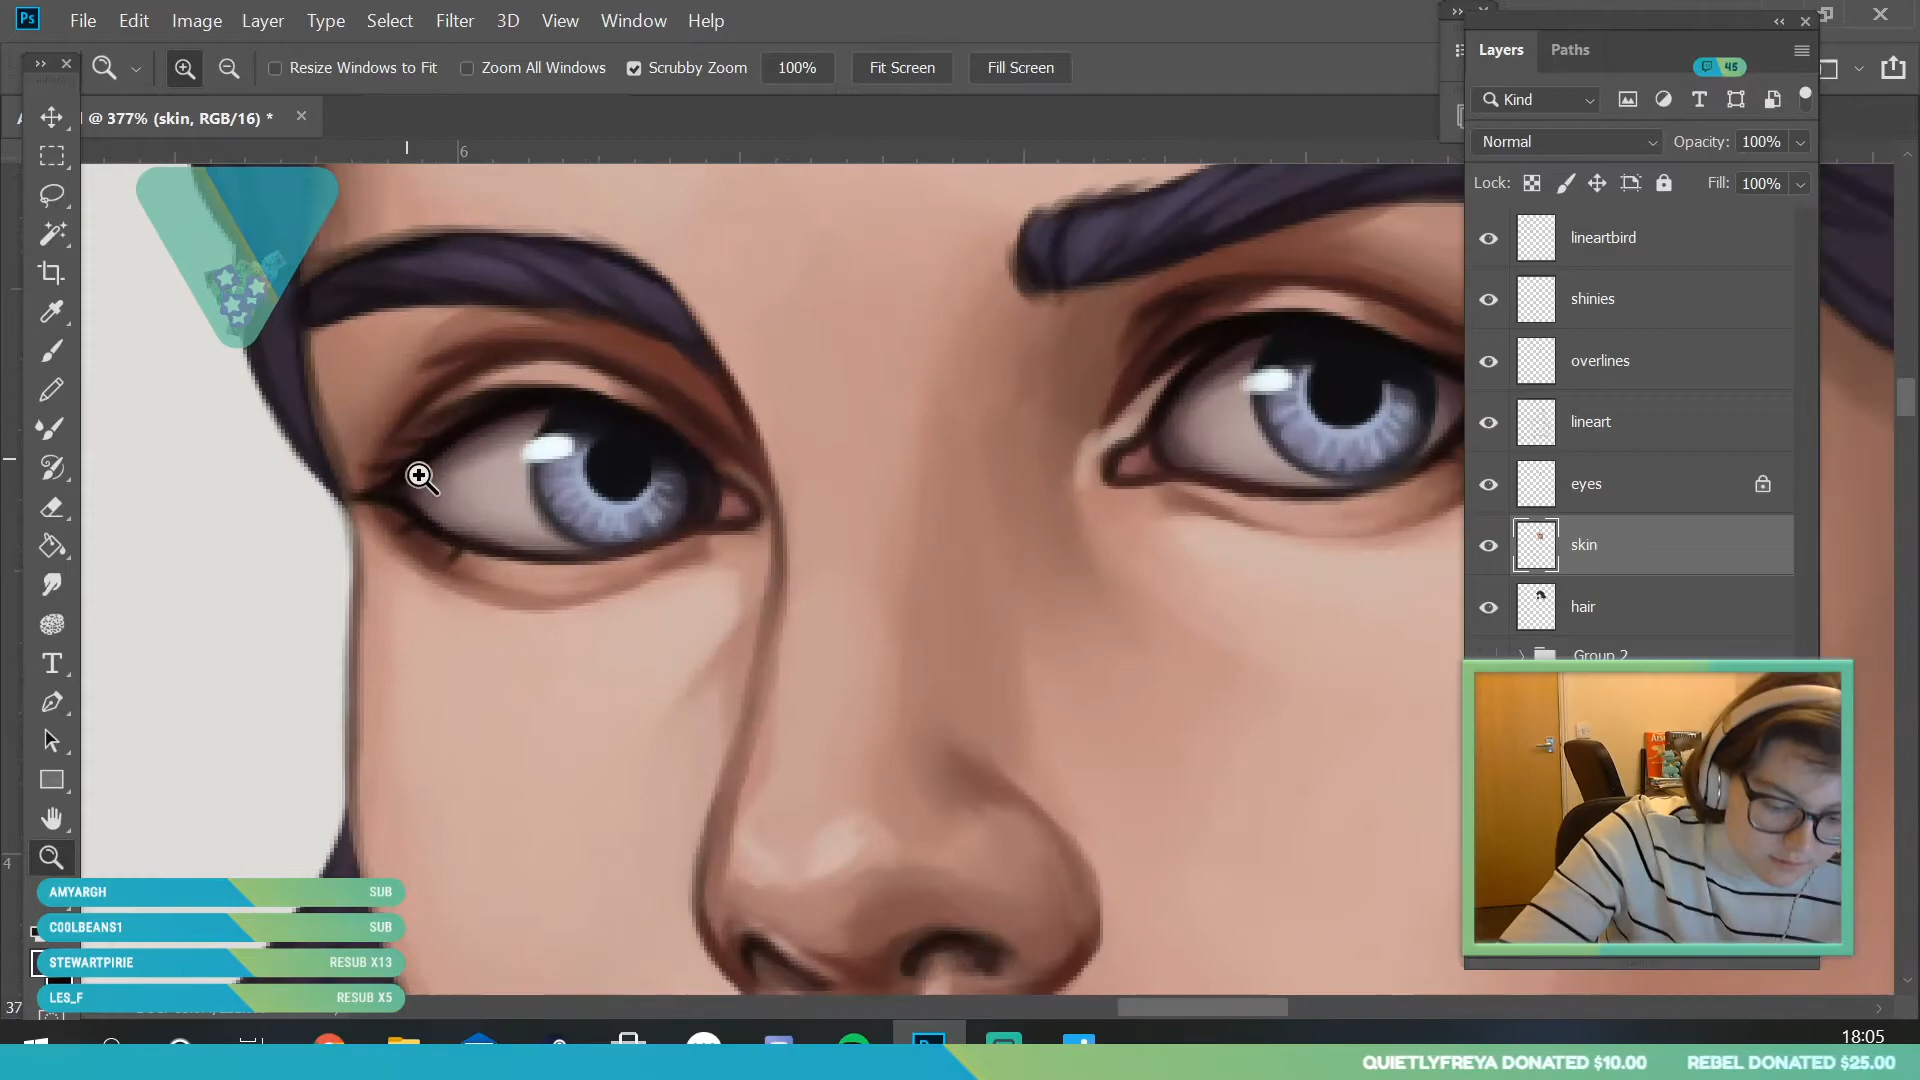 File Edit Image Layer Type Select Filter 3D View Window Help
Resize Windows to Fit Zoom All Windows Scrubby Zoom 100% Fit Screen Fill Screen
@ 377% (skin, RGB/16) *
6
4
37
Layers Paths
45
Kind
Normal Opacity: 100%
Lock: Fill: 100%
lineartbird
shinies
overlines
lineart
eyes
skin
hair
Group 2
AMYARGH SUB
C00LBEANS1 SUB
STEWARTPIRIE RESUB X13
LES_F RESUB X5
18:05
QUIETLYFREYA DONATED $10.00 REBEL DONATED $25.00